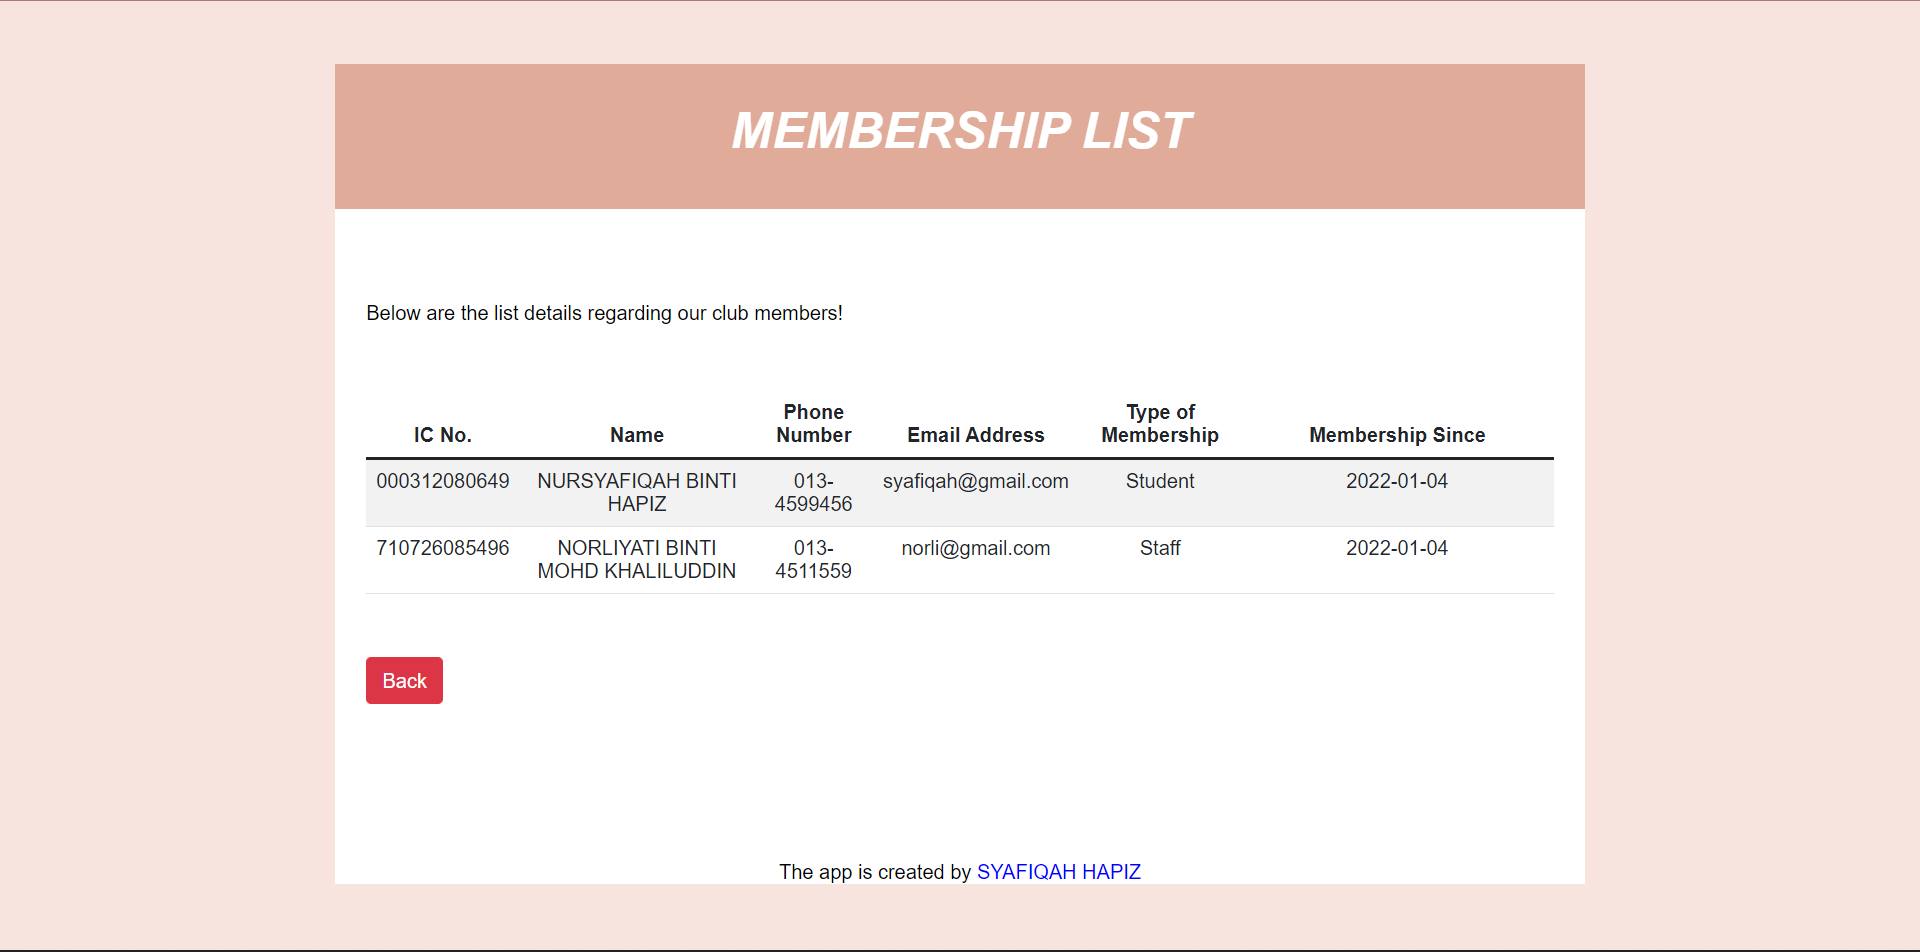 MEMBERSHIP LIST
Below are the list details regarding our club members!
IC No. Name Phone Number Email Address Type of Membership Membership Since
000312080649 NURSYAFIQAH BINTI HAPIZ 013-4599456 syafiqah@gmail.com Student 2022-01-04
710726085496 NORLIYATI BINTI MOHD KHALILUDDIN 013-4511559 norli@gmail.com Staff 2022-01-04
Back
The app is created by SYAFIQAH HAPIZ